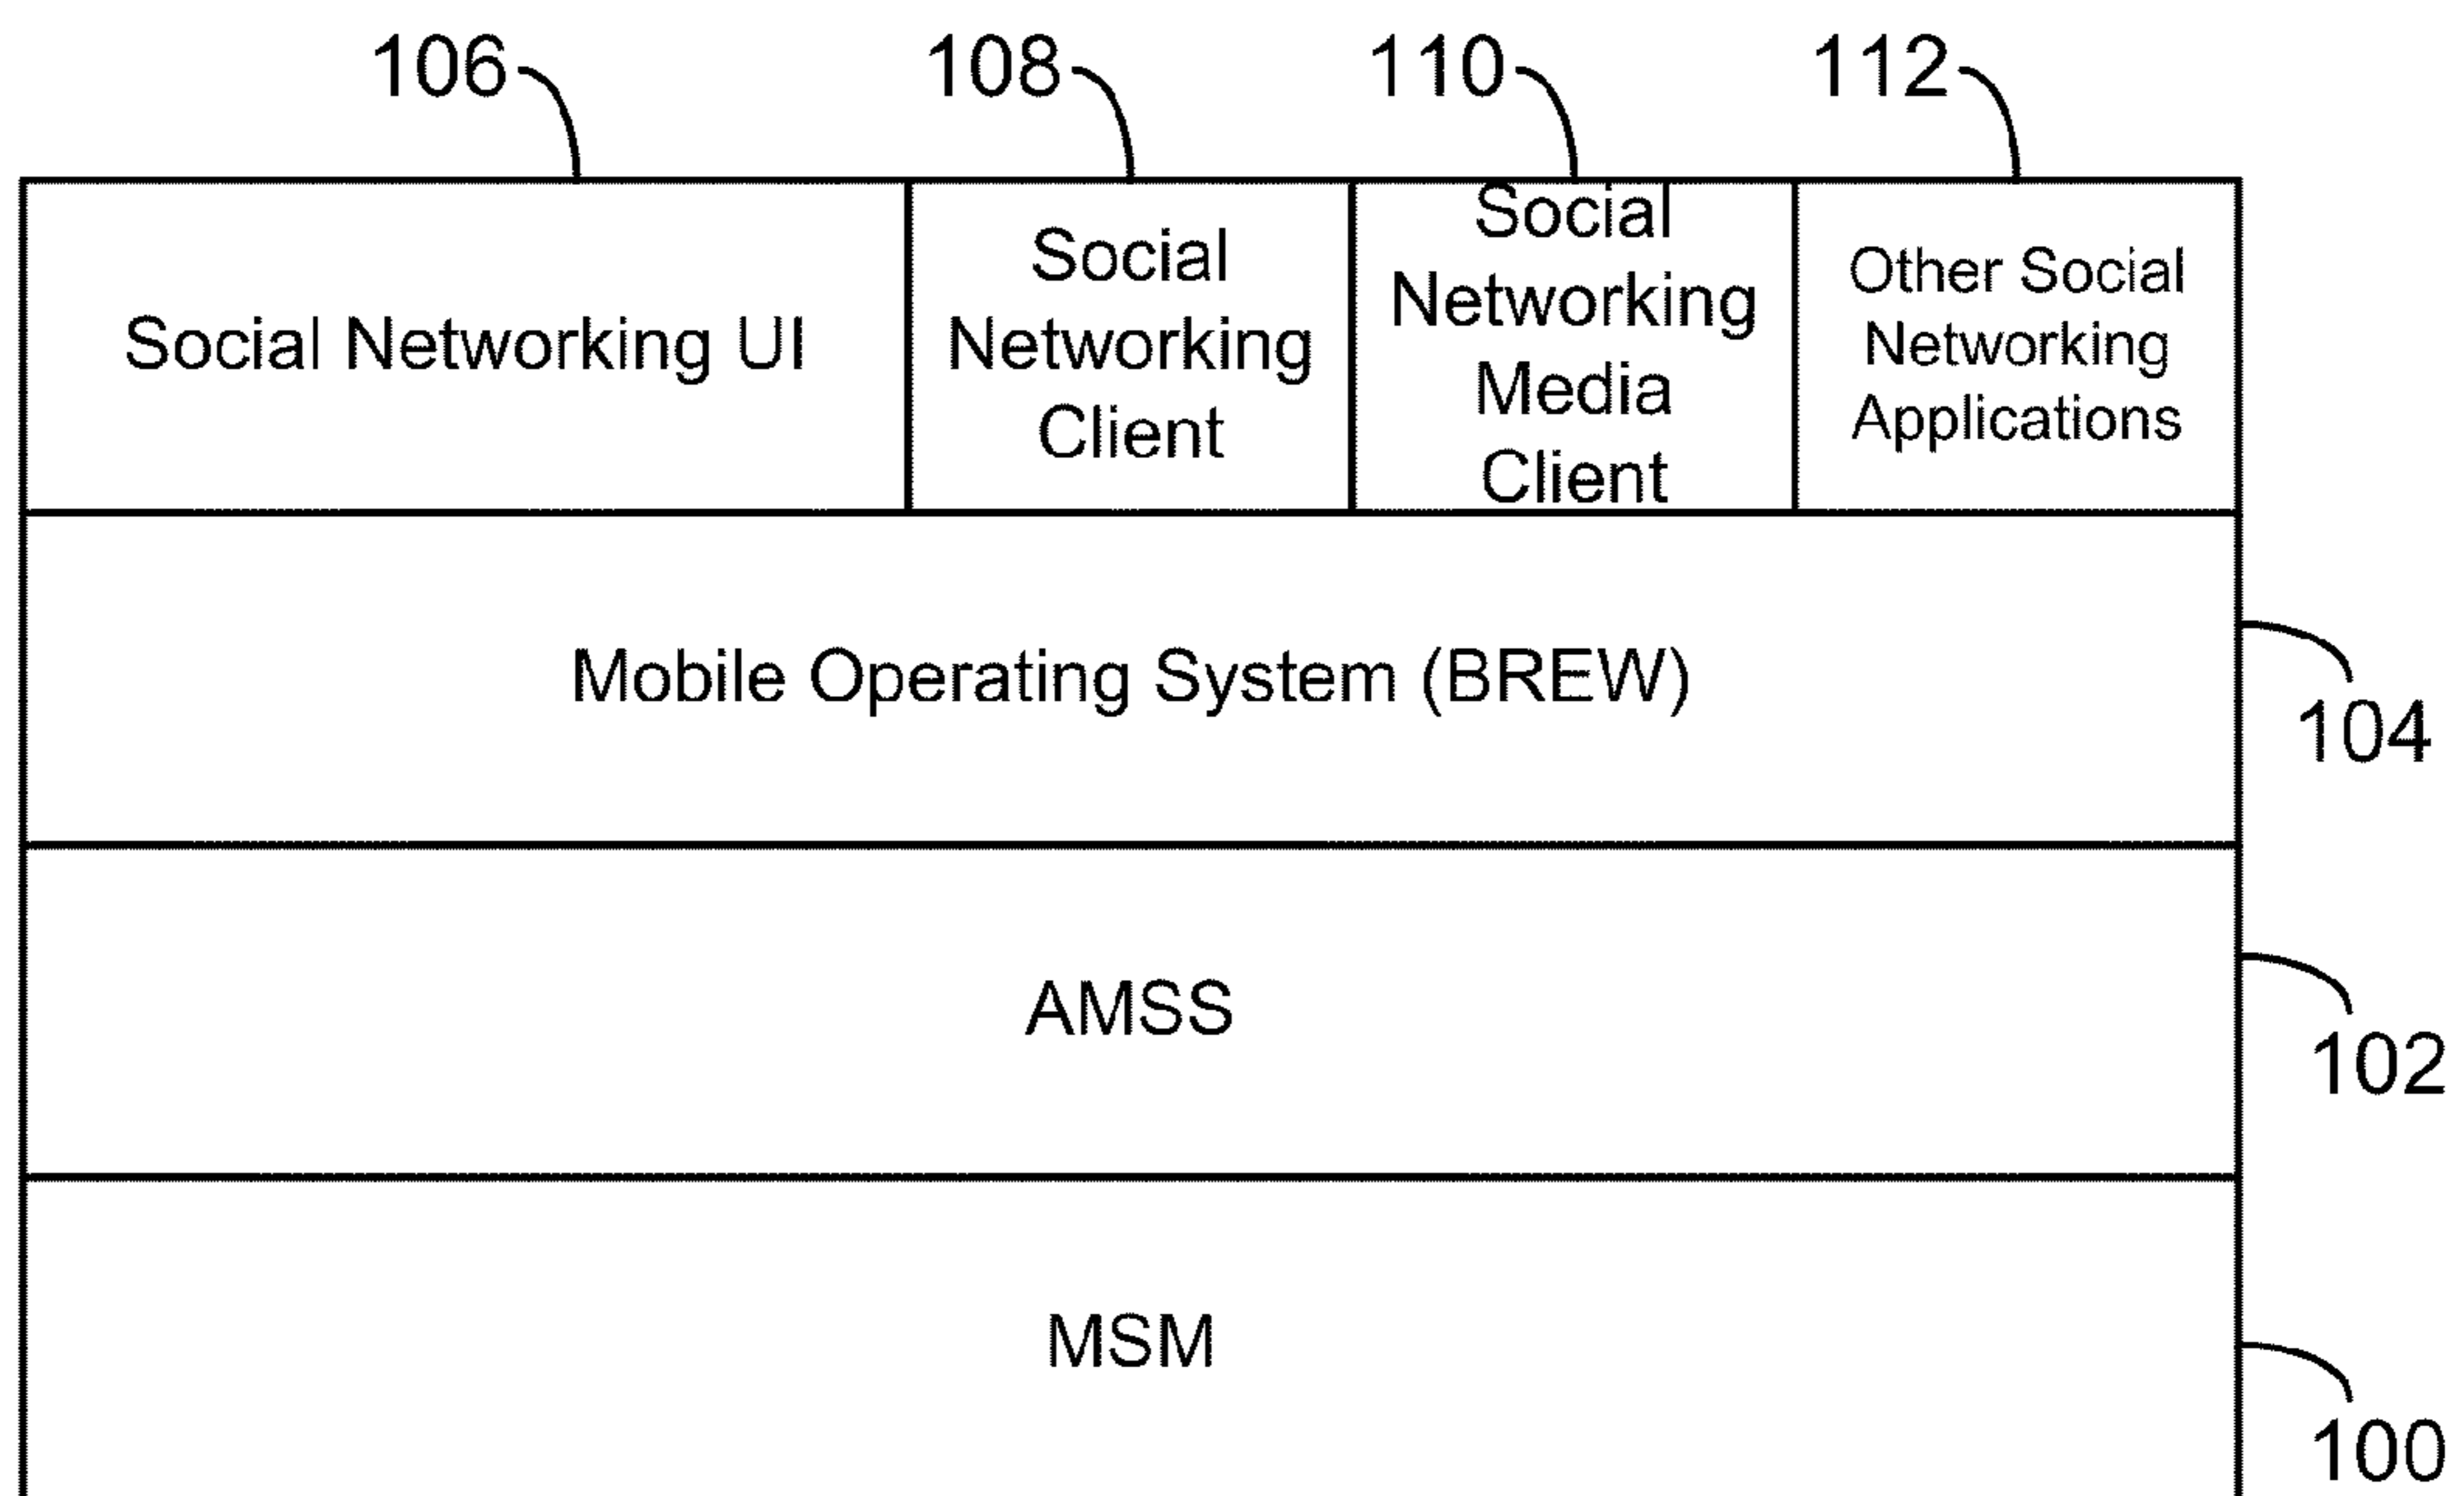 106
108
110
112
Social Networking UI
Social
Networking
Client
Social
Networking
Media
Client
Other Social
Networking
Applications
Mobile Operating System (BREW)
104
AMSS
102
MSM
100